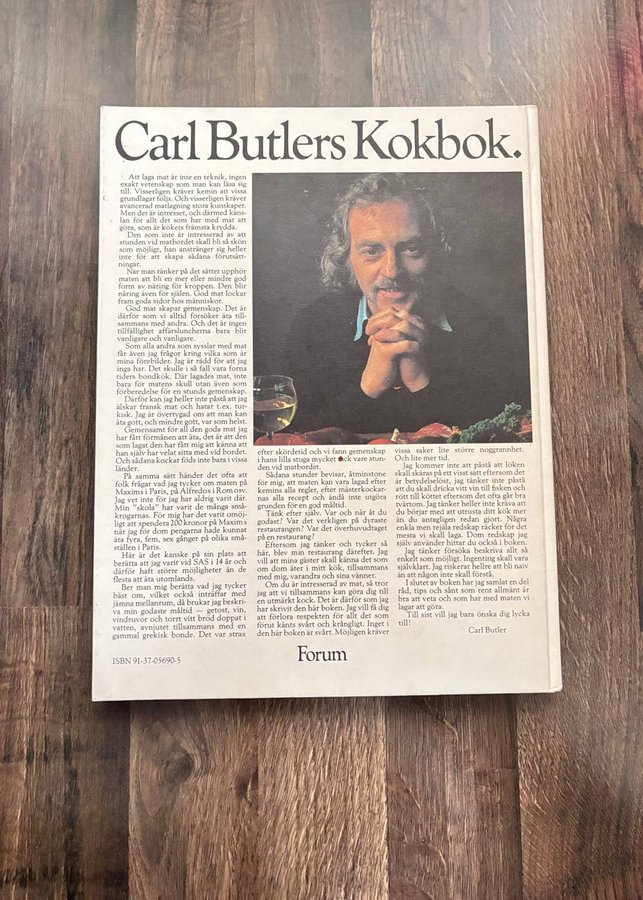 Carl Butlers Kokbok.
Att laga mat är inte en teknik, ingen
exakt vetenskap som man kan läsa sig
till. Visserligen kräver kemin att vissa
grundlagar följs. Och visserligen kräver
avancerad matlagning stora kunskaper.
Men det är intresset, och därmed käns-
lan för allt det som har med mat att
göra, som är kökets främsta krydda.
Den som inte är intresserad av att
stunden vid matbordet skall bli så skön
som möjligt, han anstränger sig heller
inte för att skapa sådana förutsätt-
ningar.
När man tänker på det sättet upphör
maten att bli en mer eller mindre god
form av näring för kroppen. Den blir
näring även för själen. God mat lockar
fram goda sidor hos människor.
God mat skapar gemenskap. Det är
därför som vi alltid försöker äta till-
sammans med andra. Och det är ingen
tillfällighet affärsluncherna bara blir
vanligare och vanligare.
Som alla andra som sysslar med mat
får även jag frågor kring vilka som är
mina förebilder. Jag är rädd för att jag
inga har. Det skulle i så fall vara forna
tiders bondkök. Där lagades mat, inte
bara för matens skull utan även som
förberedelse för en stunds gemenskap.
Därför kan jag heller inte påstå att jag
älskar fransk mat och hatar t.ex. tur-
kisk. Jag är övertygad om att man kan
äta gott, och mindre gott, var som helst.
Gemensamt för all den goda mat jag
har fått förmånen att äta, det är att den
som lagat den har fått mig att känna att
han själv har velat sitta med vid bordet.
Och sådana kockar föds inte bara i vissa
länder.
På samma sätt händer det ofta att
folk frågar vad jag tycker om maten på
Maxims i Paris, på Alfredos i Rom osv.
Jag vet inte för jag har aldrig varit där.
Min "skola" har varit de många små-
krogarnas. För mig har det varit omöj-
ligt att spendera 200 kronor på Maxims
när jag för dom pengarna hade kunnat
äta fyra, fem, sex gånger på olika små-
ställen i Paris.
Här är det kanske på sin plats att
berätta att jag varit vid SAS i 14 år och
därför haft större möjligheter än de
flesta att äta utomlands.
Ber man mig berätta vad jag tycker
bäst om, vilket också inträffar med
jämna mellanrum, då brukar jag beskri-
va min godaste måltid — getost, vin,
vindruvor och torrt vitt bröd doppat i
vatten, avnjutet tillsammans med en
gammal grekisk bonde. Det var strax
efter skördetid och vi fann gemenskap
i hans lilla stuga mycket ock vare stun-
den vid matbordet.
Sådana stunder bevisar, åtminstone
för mig, att maten kan vara lagad efter
kemins alla regler, efter mästerkockar-
nas alla recept och ändå inte utgöra
grunden för en god måltid.
Tänk efter själv. Var och när åt du
godast? Var det verkligen på dyraste
restaurangen? Var det överhuvudtaget
på en restaurang?
Eftersom jag tänker och tycker så
här, blev min restaurang därefter. Jag
vill att mina gäster skall känna det som
om dom äter i mitt kök, tillsammans
med mig, varandra och sina vänner.
Om du är intresserad av mat, så tror
jag att vi tillsammans kan göra dig till
en utmärkt kock. Det är därför som jag
har skrivit den här boken. Jag vill få dig
att förlora respekten för allt det som
förut känts svårt och krångligt. Inget i
den här boken är svårt. Möjligen kräver
vissa saker lite större noggrannhet.
Och lite mer tid.
Jag kommer inte att påstå att löken
skall skäras på ett visst sätt eftersom det
är betydelselöst, jag tänker inte påstå
att du skall dricka vitt vin till fisken och
rött till köttet eftersom det ofta går bra
tvärtom. Jag tänker heller inte kräva att
du börjar med att utrusta ditt kök mer
än du antagligen redan gjort. Några
enkla men rejäla redskap räcker för det
mesta vi skall laga. Dom redskap jag
själv använder hittar du också i boken.
Jag tänker försöka beskriva allt så
enkelt som möjligt. Ingenting skall vara
självklart. Jag riskerar hellre att bli naiv
än att någon inte skall förstå.
I slutet av boken har jag samlat en del
råd, tips och sånt som rent allmänt är
bra att veta och som har med maten vi
lagar att göra.
Till sist vill jag bara önska dig lycka
till!
Carl Butler
ISBN 91-37-05690-5
Forum